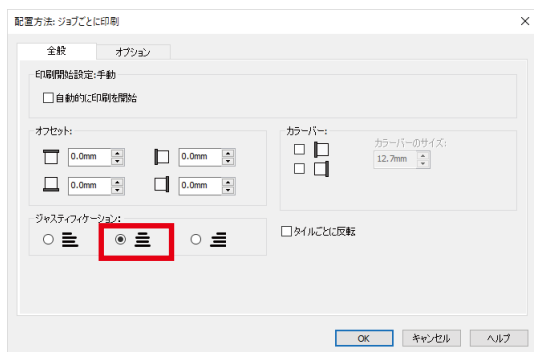 配置方法: ジョブごとに印刷
全般 オプション
印刷開始設定:手動
自動的に印刷を開始
オフセット:
0.0mm 0.0mm
0.0mm 0.0mm
カラーバー:
カラーバーのサイズ:
12.7mm
ジャスティフィケーション:
タイルごとに反転
OK キャンセル ヘルプ